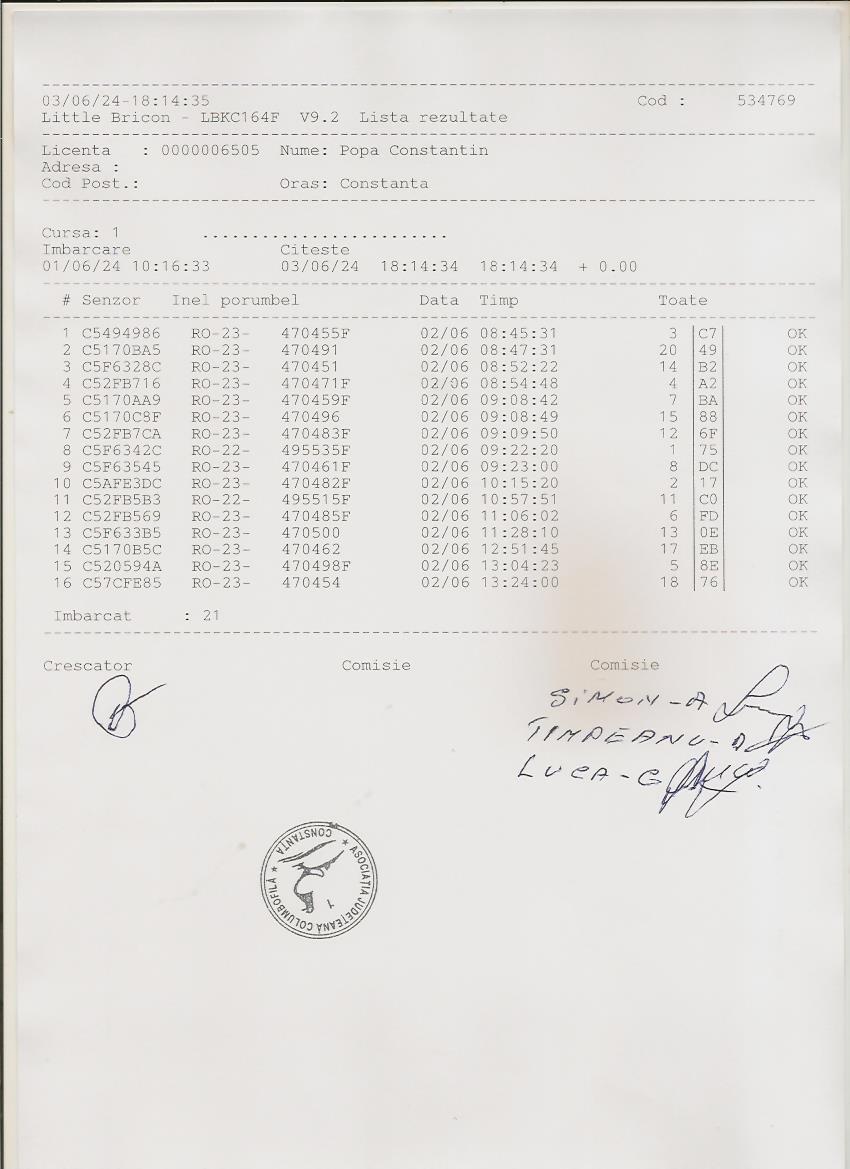 03/06/24-18:14:35 Cod : 534769
Little Bricon - LBKC164F V9.2 Lista rezultate
Licenta : 0000006505 Nume: Popa Constantin
Adresa :
Cod Post.: Oras: Constanta
Cursa: 1 .........................
Imbarcare Citeste
01/06/24 10:16:33 03/06/24 18:14:34 18:14:34 + 0.00
# Senzor Inel porumbel Data Timp Toate
1 C5494986 RO-23- 470455F 02/06 08:45:31 3 C7 OK
2 C5170BA5 RO-23- 470491 02/06 08:47:31 20 49 OK
3 C5F6328C RO-23- 470451 02/06 08:52:22 14 B2 OK
4 C52FB716 RO-23- 470471F 02/06 08:54:48 4 A2 OK
5 C5170AA9 RO-23- 470459F 02/06 09:08:42 7 BA OK
6 C5170C8F RO-23- 470496 02/06 09:08:49 15 88 OK
7 C52FB7CA RO-23- 470483F 02/06 09:09:50 12 6F OK
8 C5F6342C RO-22- 495535F 02/06 09:22:20 1 75 OK
9 C5F63545 RO-23- 470461F 02/06 09:23:00 8 DC OK
10 C5AFE3DC RO-23- 470482F 02/06 10:15:20 2 17 OK
11 C52FB5B3 RO-22- 495515F 02/06 10:57:51 11 C0 OK
12 C52FB569 RO-23- 470485F 02/06 11:06:02 6 FD OK
13 C5F633B5 RO-23- 470500 02/06 11:28:10 13 0E OK
14 C5170B5C RO-23- 470462 02/06 12:51:45 17 EB OK
15 C520594A RO-23- 470498F 02/06 13:04:23 5 8E OK
16 C57CFE85 RO-23- 470454 02/06 13:24:00 18 76 OK
Imbarcat : 21
Crescator Comisie Comisie
SIMON-A
TIMPEANU-D
LUCA-G
ASOCIAŢIA JUDEŢEANA COLUMBOFILĂ
CONSTANŢA
1